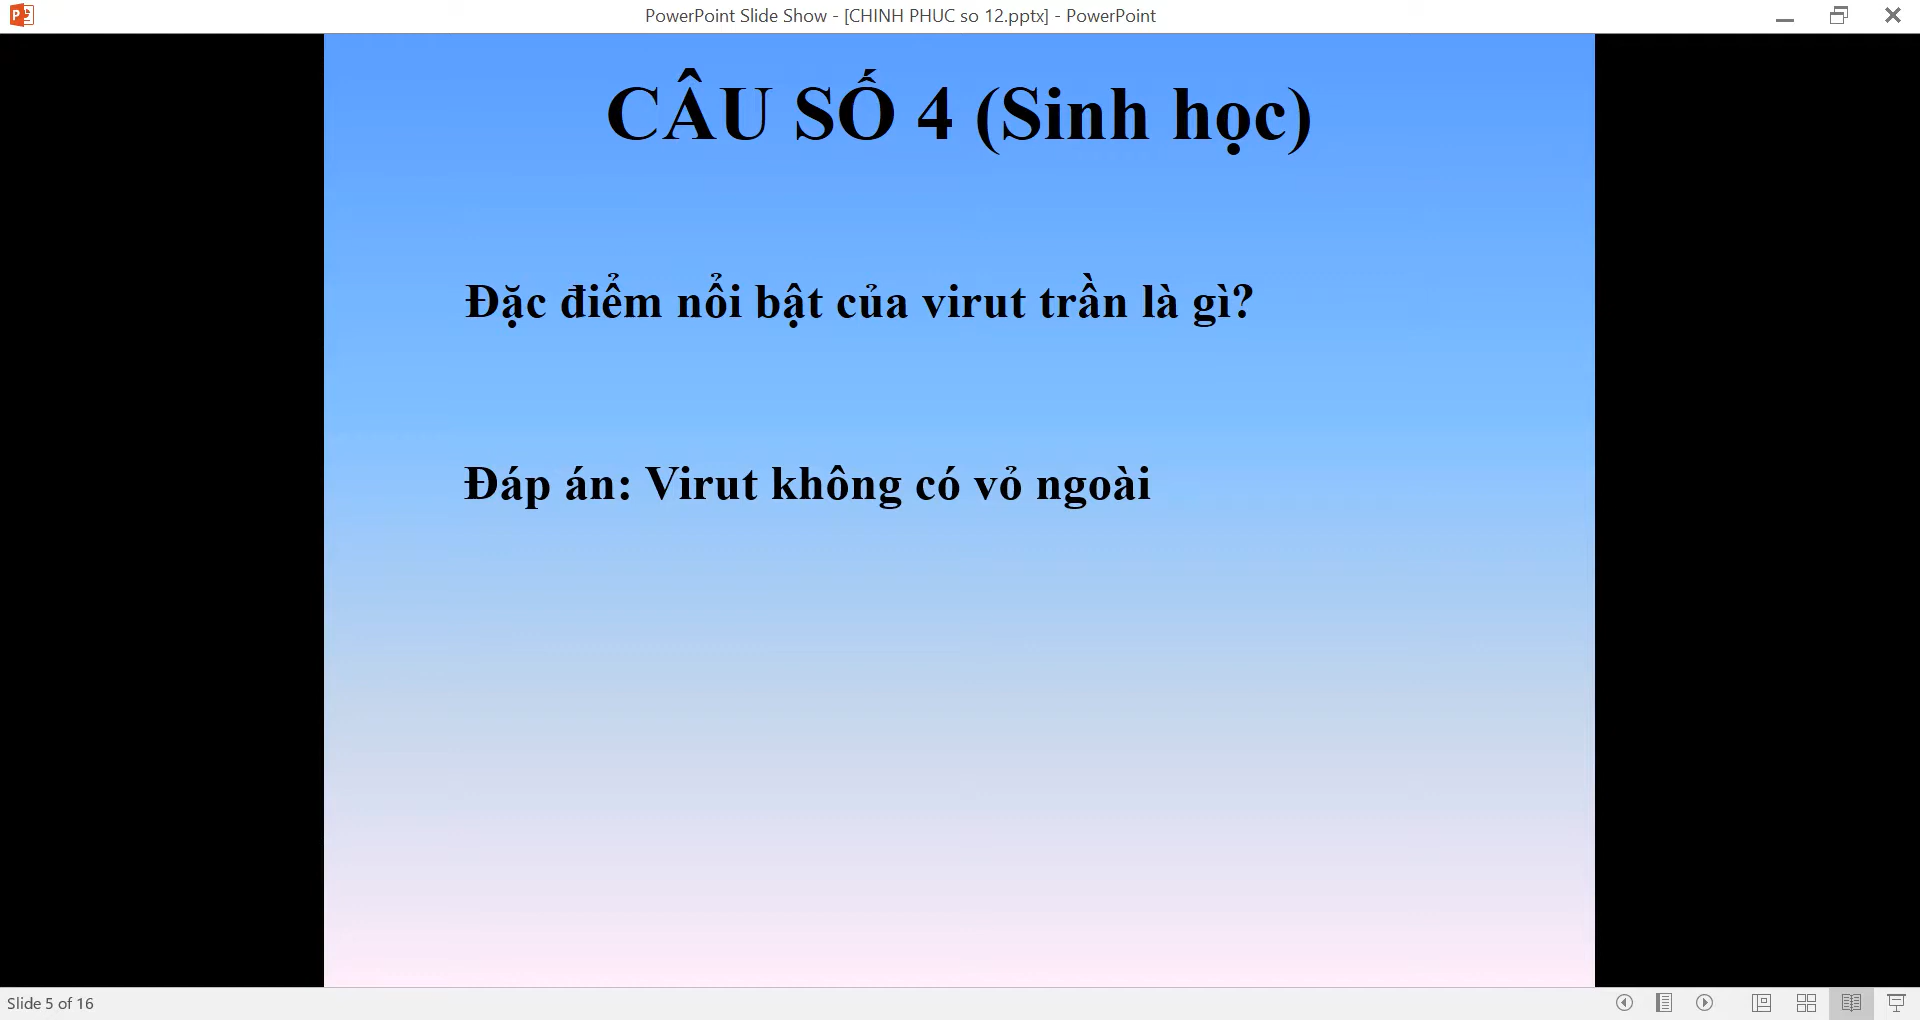 PowerPoint Slide Show - [CHINH PHUC so 12.pptx] - PowerPoint
CÂU SỐ 4 (Sinh học)
Đặc điểm nổi bật của virut trần là gì?
Đáp án: Virut không có vỏ ngoài
Slide 5 of 16